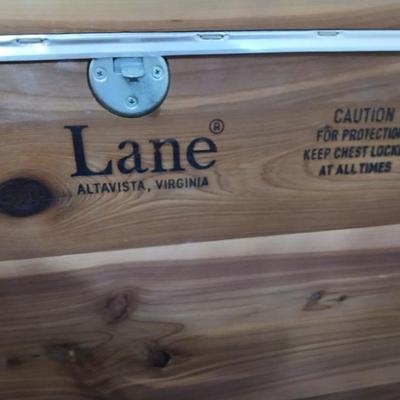 Lane®
ALTAVISTA, VIRGINIA
CAUTION
FOR PROTECTION
KEEP CHEST LOCKED
AT ALL TIMES